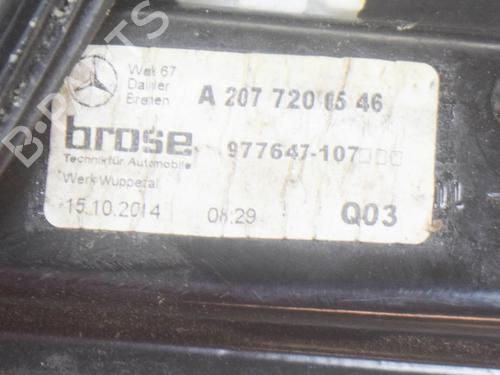 Werk 67
Daimler
Bremen
A 207 720 05 46
brose
Technik für Automobile
977647-107
Werk Wuppertal
15.10.2014
08:29
Q03
B-Parts